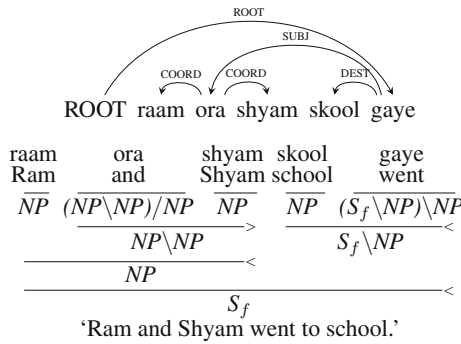 ROOT
SUBJ
COORD COORD DEST
ROOT raam ora shyam skool gaye
raam ora shyam skool gaye
Ram and Shyam school went
NP (NP\NP)/NP NP NP (S_f\NP)\NP
> <
NP\NP S_f\NP
<
NP
<
S_f
‘Ram and Shyam went to school.’